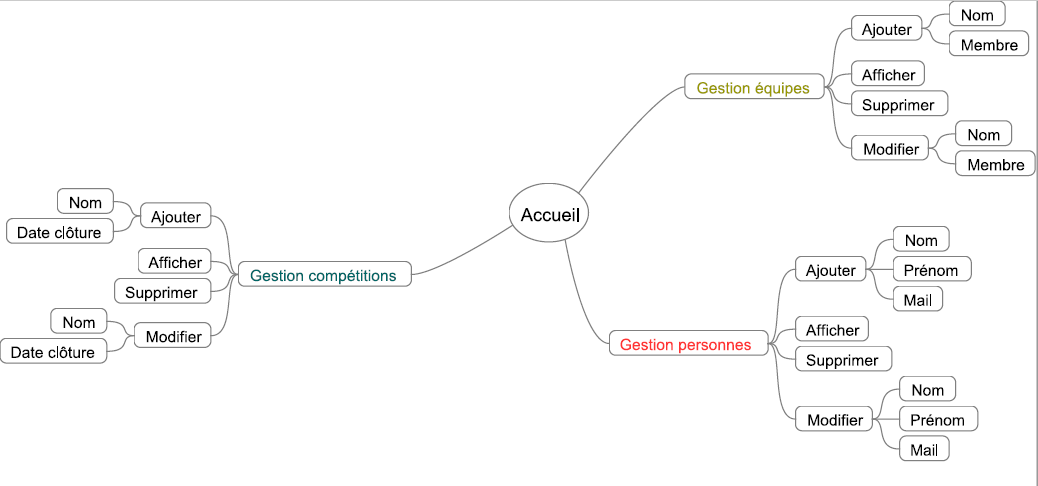 Accueil
Gestion équipes
Ajouter
Nom
Membre
Afficher
Supprimer
Modifier
Nom
Membre
Gestion personnes
Ajouter
Nom
Prénom
Mail
Afficher
Supprimer
Modifier
Nom
Prénom
Mail
Gestion compétitions
Ajouter
Nom
Date clôture
Afficher
Supprimer
Modifier
Nom
Date clôture